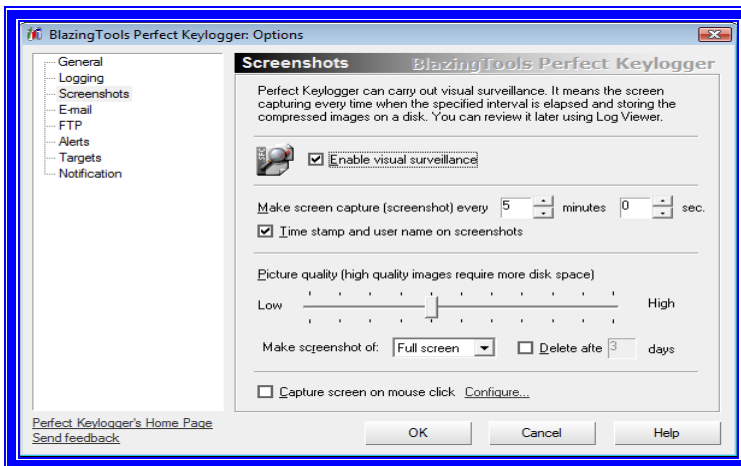 BlazingTools Perfect Keylogger: Options
General
Logging
Screenshots
E-mail
FTP
Alerts
Targets
Notification
Screenshots BlazingTools Perfect Keylogger
Perfect Keylogger can carry out visual surveillance. It means the screen
capturing every time when the specified interval is elapsed and storing the
compressed images on a disk. You can review it later using Log Viewer.
Enable visual surveillance
Make screen capture (screenshot) every 5 minutes 0 sec.
Time stamp and user name on screenshots
Picture quality (high quality images require more disk space)
Low High
Make screenshot of: Full screen Delete afte 3 days
Capture screen on mouse click Configure...
Perfect Keylogger's Home Page
Send feedback
OK Cancel Help